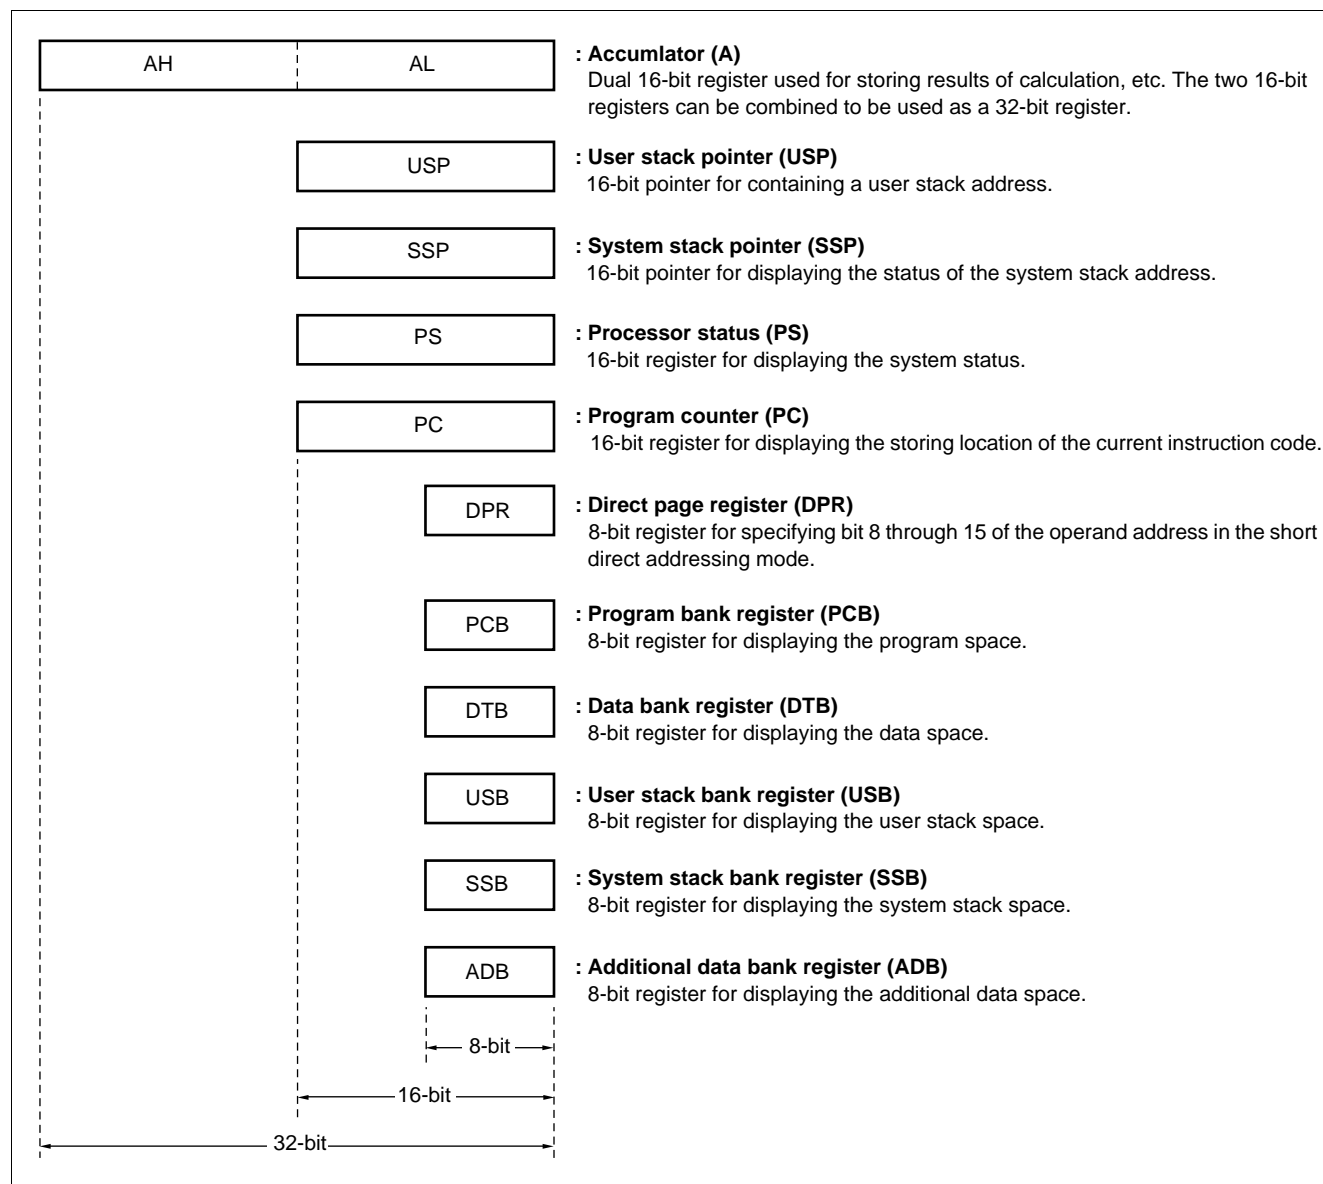 AH AL : Accumlator (A)
Dual 16-bit register used for storing results of calculation, etc. The two 16-bit
registers can be combined to be used as a 32-bit register.
USP : User stack pointer (USP)
16-bit pointer for containing a user stack address.
SSP : System stack pointer (SSP)
16-bit pointer for displaying the status of the system stack address.
PS : Processor status (PS)
16-bit register for displaying the system status.
PC : Program counter (PC)
16-bit register for displaying the storing location of the current instruction code.
DPR : Direct page register (DPR)
8-bit register for specifying bit 8 through 15 of the operand address in the short
direct addressing mode.
PCB : Program bank register (PCB)
8-bit register for displaying the program space.
DTB : Data bank register (DTB)
8-bit register for displaying the data space.
USB : User stack bank register (USB)
8-bit register for displaying the user stack space.
SSB : System stack bank register (SSB)
8-bit register for displaying the system stack space.
ADB : Additional data bank register (ADB)
8-bit register for displaying the additional data space.
8-bit
16-bit
32-bit